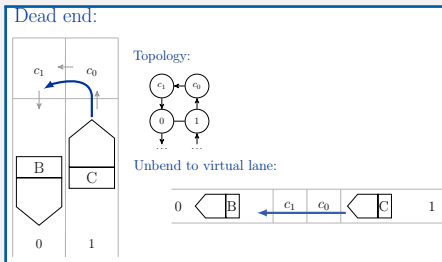 Dead end:
c₁ c₀
B
C
0 1
Topology:
c₁ c₀
0 1
... ...
Unbend to virtual lane:
0 B c₁ c₀ C 1